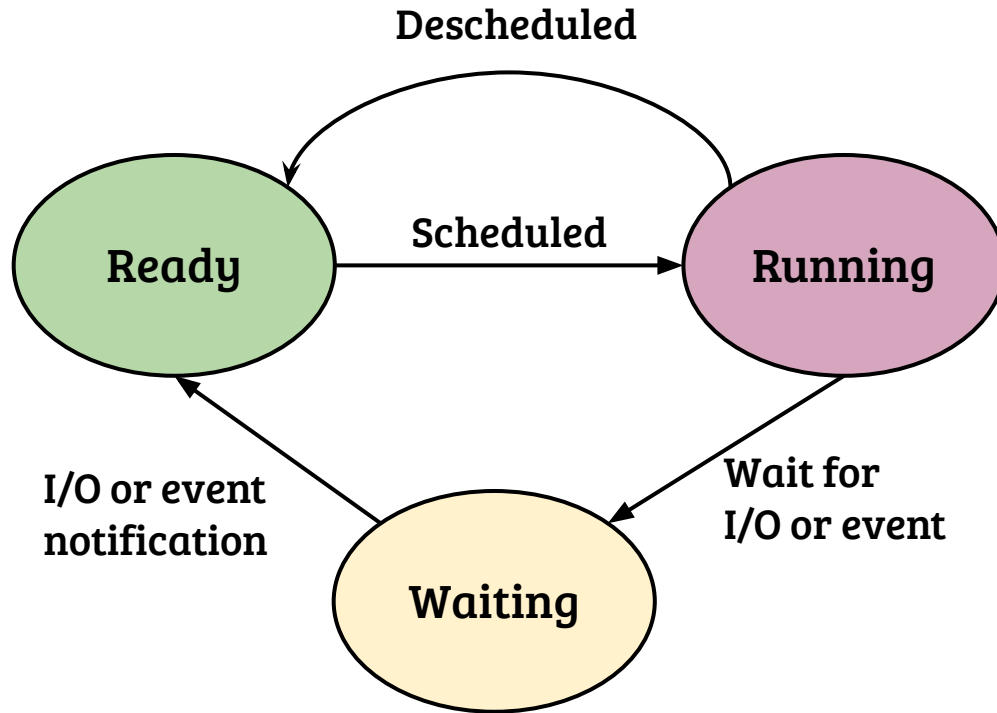 Descheduled
Scheduled
Ready
Running
I/O or event
notification
Wait for
I/O or event
Waiting